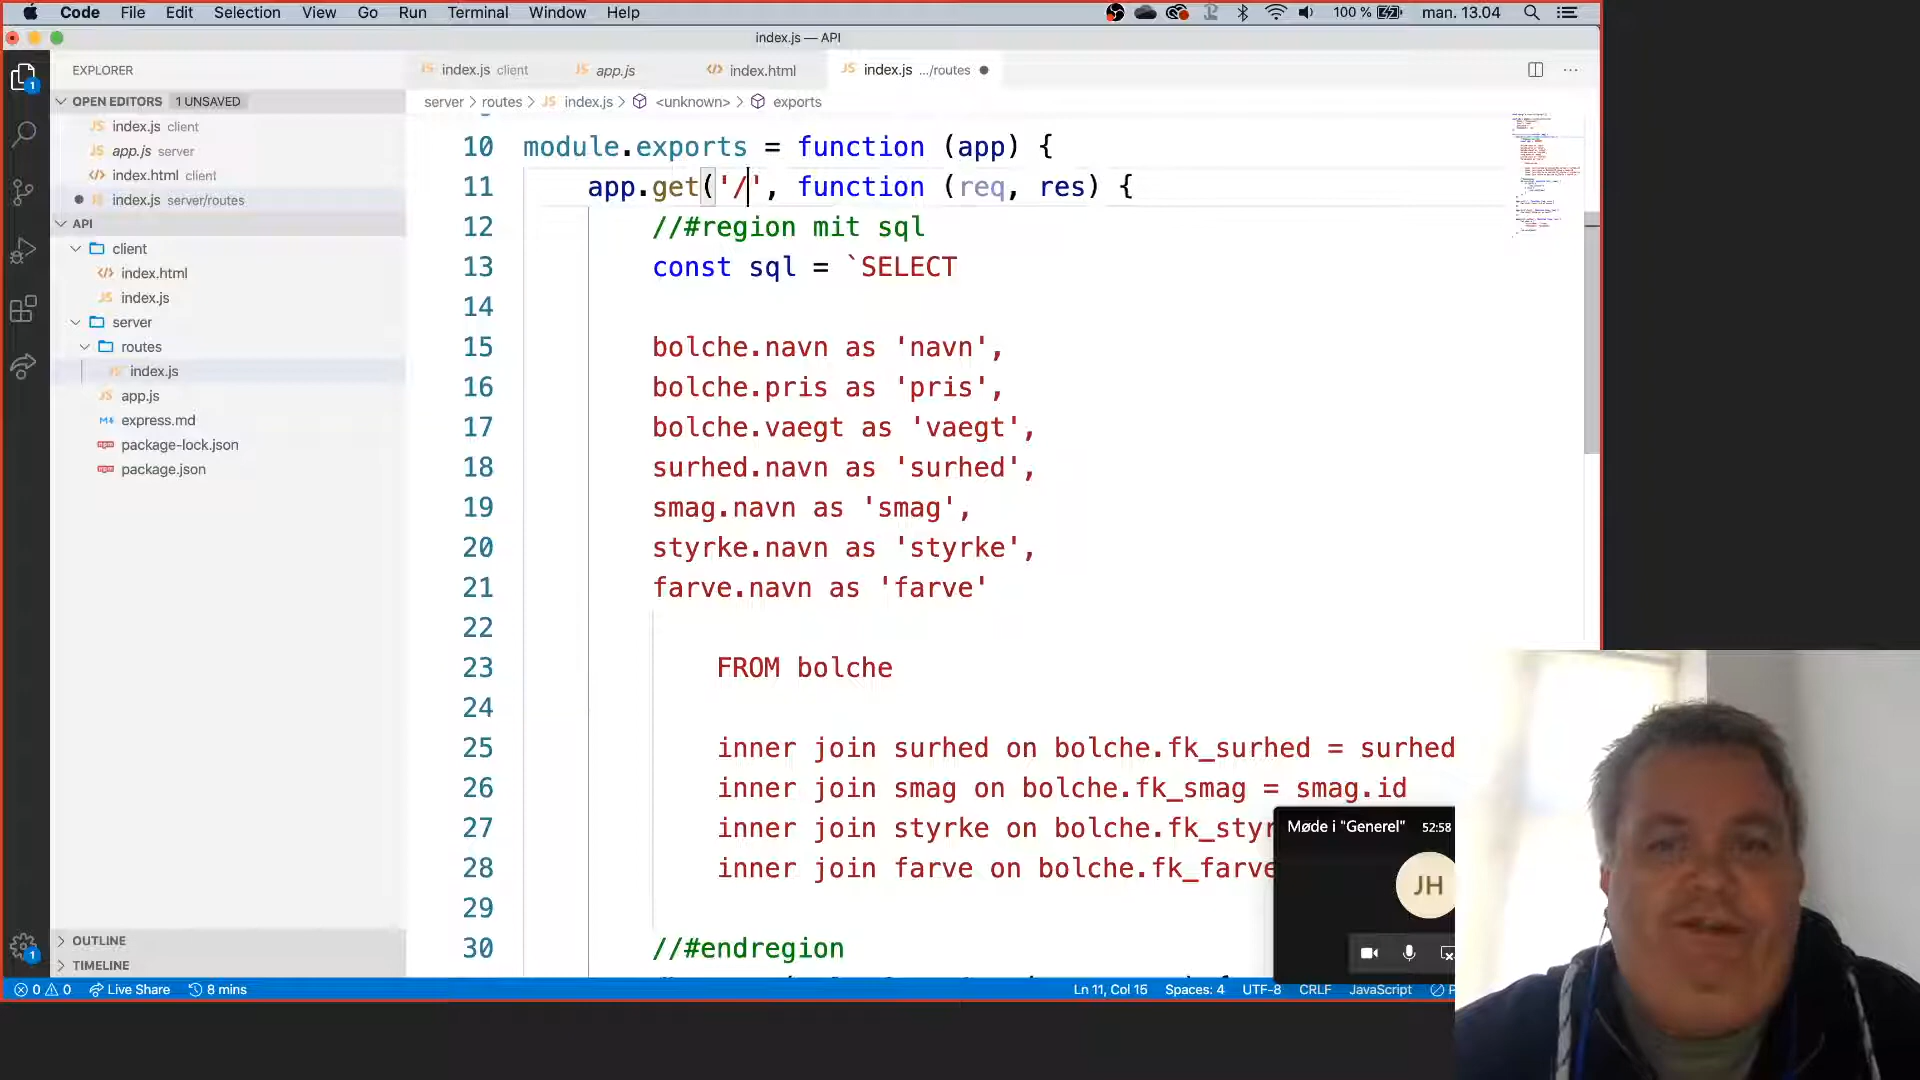 Code File Edit Selection View Go Run Terminal Window Help 100 % man. 13.04
index.js — API
EXPLORER
index.js client app.js index.html index.js .../routes
OPEN EDITORS 1 UNSAVED
server routes index.js <unknown> exports
index.js client
app.js server
index.html client
index.js server/routes
API
client
index.html
index.js
server
routes
index.js
app.js
express.md
package-lock.json
package.json
OUTLINE
TIMELINE
10 module.exports = function (app) {
11 app.get('/', function (req, res) {
12 //#region mit sql
13 const sql = `SELECT
14
15 bolche.navn as 'navn',
16 bolche.pris as 'pris',
17 bolche.vaegt as 'vaegt',
18 surhed.navn as 'surhed',
19 smag.navn as 'smag',
20 styrke.navn as 'styrke',
21 farve.navn as 'farve'
22
23 FROM bolche
24
25 inner join surhed on bolche.fk_surhed = surhed
26 inner join smag on bolche.fk_smag = smag.id
27 inner join styrke on bolche.fk_styr
28 inner join farve on bolche.fk_farve
29
30 //#endregion
Møde i "Generel" 52:58
JH
0 0 Live Share 8 mins Ln 11, Col 15 Spaces: 4 UTF-8 CRLF JavaScript